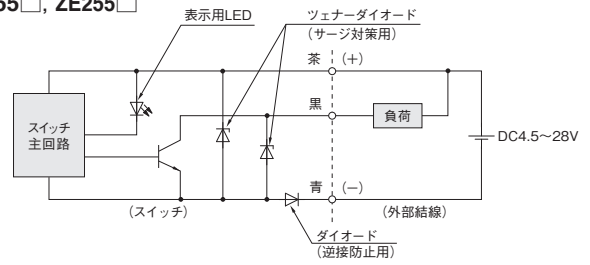 55□, ZE255□
表示用LED
ツェナーダイオード
(サージ対策用)
茶 (+)
黒
負荷
スイッチ
主回路
DC4.5〜28V
青 (−)
(スイッチ)
(外部結線)
ダイオード
(逆接防止用)